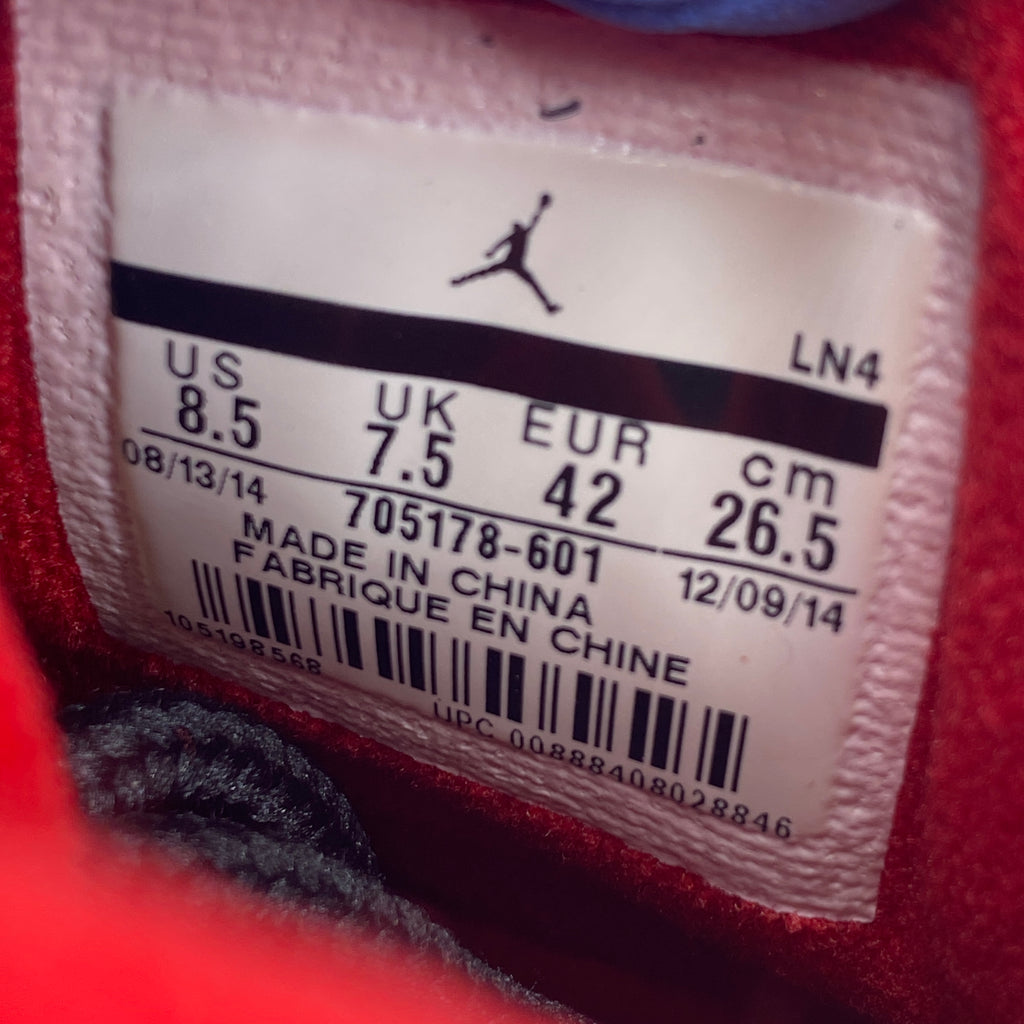 LN4
US UK EUR cm
8.5 7.5 42 26.5
08/13/14 705178-601 12/09/14
MADE IN CHINA
FABRIQUE EN CHINE
105198568
UPC 00888408028846